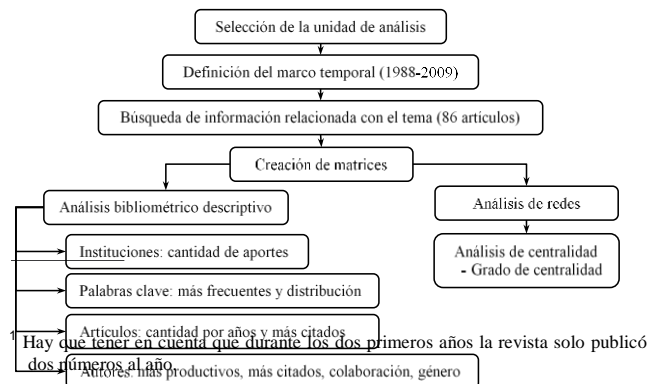 Selección de la unidad de análisis
Definición del marco temporal (1988-2009)
Búsqueda de información relacionada con el tema (86 artículos)
Creación de matrices
Análisis bibliométrico descriptivo
Instituciones: cantidad de aportes
Palabras clave: más frecuentes y distribución
Artículos: cantidad por años y más citados
Autores: más productivos, más citados, colaboración, género
Análisis de redes
Análisis de centralidad
- Grado de centralidad
1 Hay que tener en cuenta que durante los dos primeros años la revista solo publicó
dos números al año.